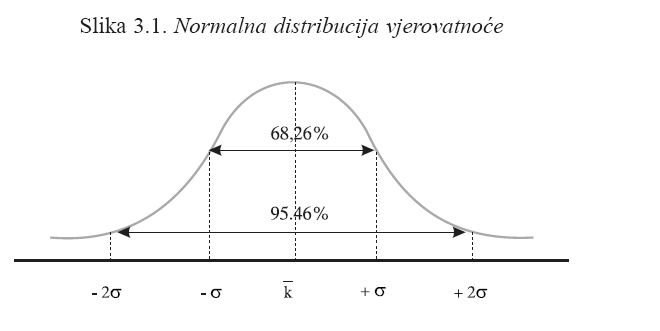 Slika 3.1. Normalna distribucija vjerovatnoće
68,26%
95.46%
- 2σ - σ k̅ + σ + 2σ